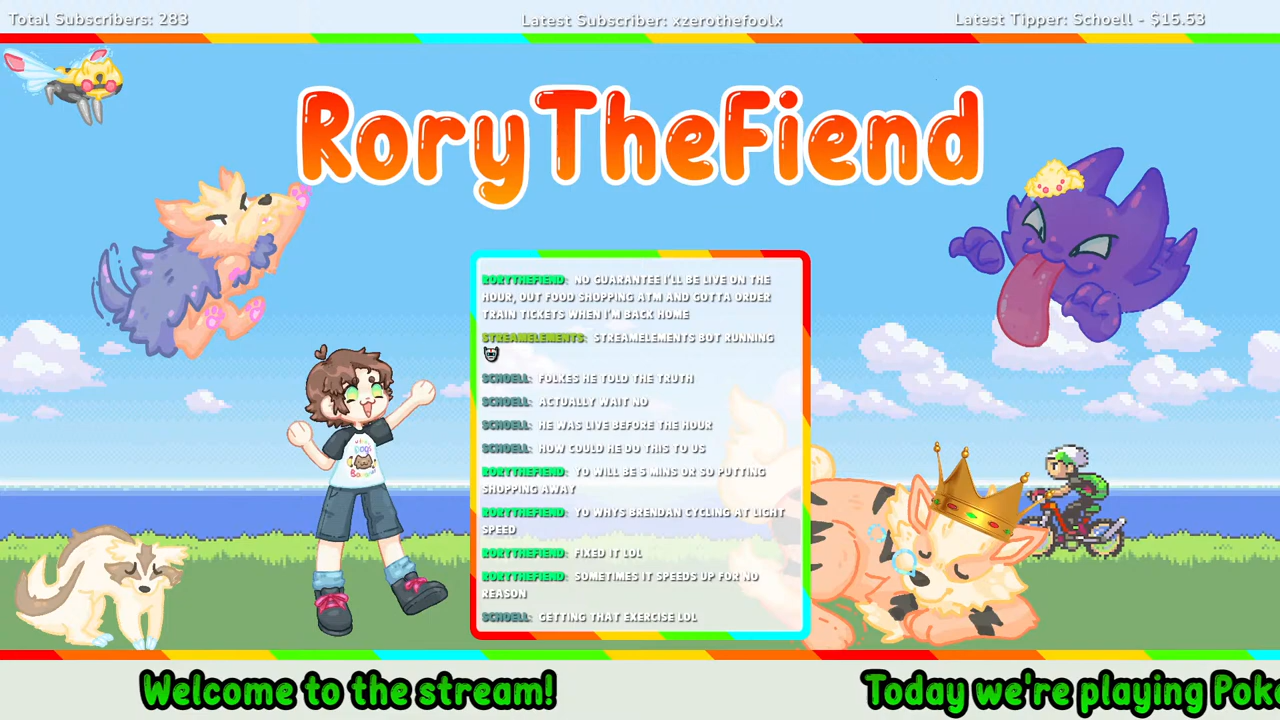 Total Subscribers: 283
Latest Subscriber: xzerothefoolx
Latest Tipper: Schoell - $15.53
RoryTheFiend
RORYTHEFIEND: NO GUARANTEE I'LL BE LIVE ON THE
HOUR, OUT FOOD SHOPPING ATM AND GOTTA ORDER
TRAIN TICKETS WHEN I'M BACK HOME
STREAMELEMENTS: STREAMELEMENTS BOT RUNNING
SCHOELL: FOLKES HE TOLD THE TRUTH
SCHOELL: ACTUALLY WAIT NO
SCHOELL: HE WAS LIVE BEFORE THE HOUR
SCHOELL: HOW COULD HE DO THIS TO US
RORYTHEFIEND: YO WILL BE 5 MINS OR SO PUTTING
SHOPPING AWAY
RORYTHEFIEND: YO WHYS BRENDAN CYCLING AT LIGHT
SPEED
RORYTHEFIEND: FIXED IT LOL
RORYTHEFIEND: SOMETIMES IT SPEEDS UP FOR NO
REASON
SCHOELL: GETTING THAT EXERCISE LOL
Welcome to the stream!
Today we're playing Poke